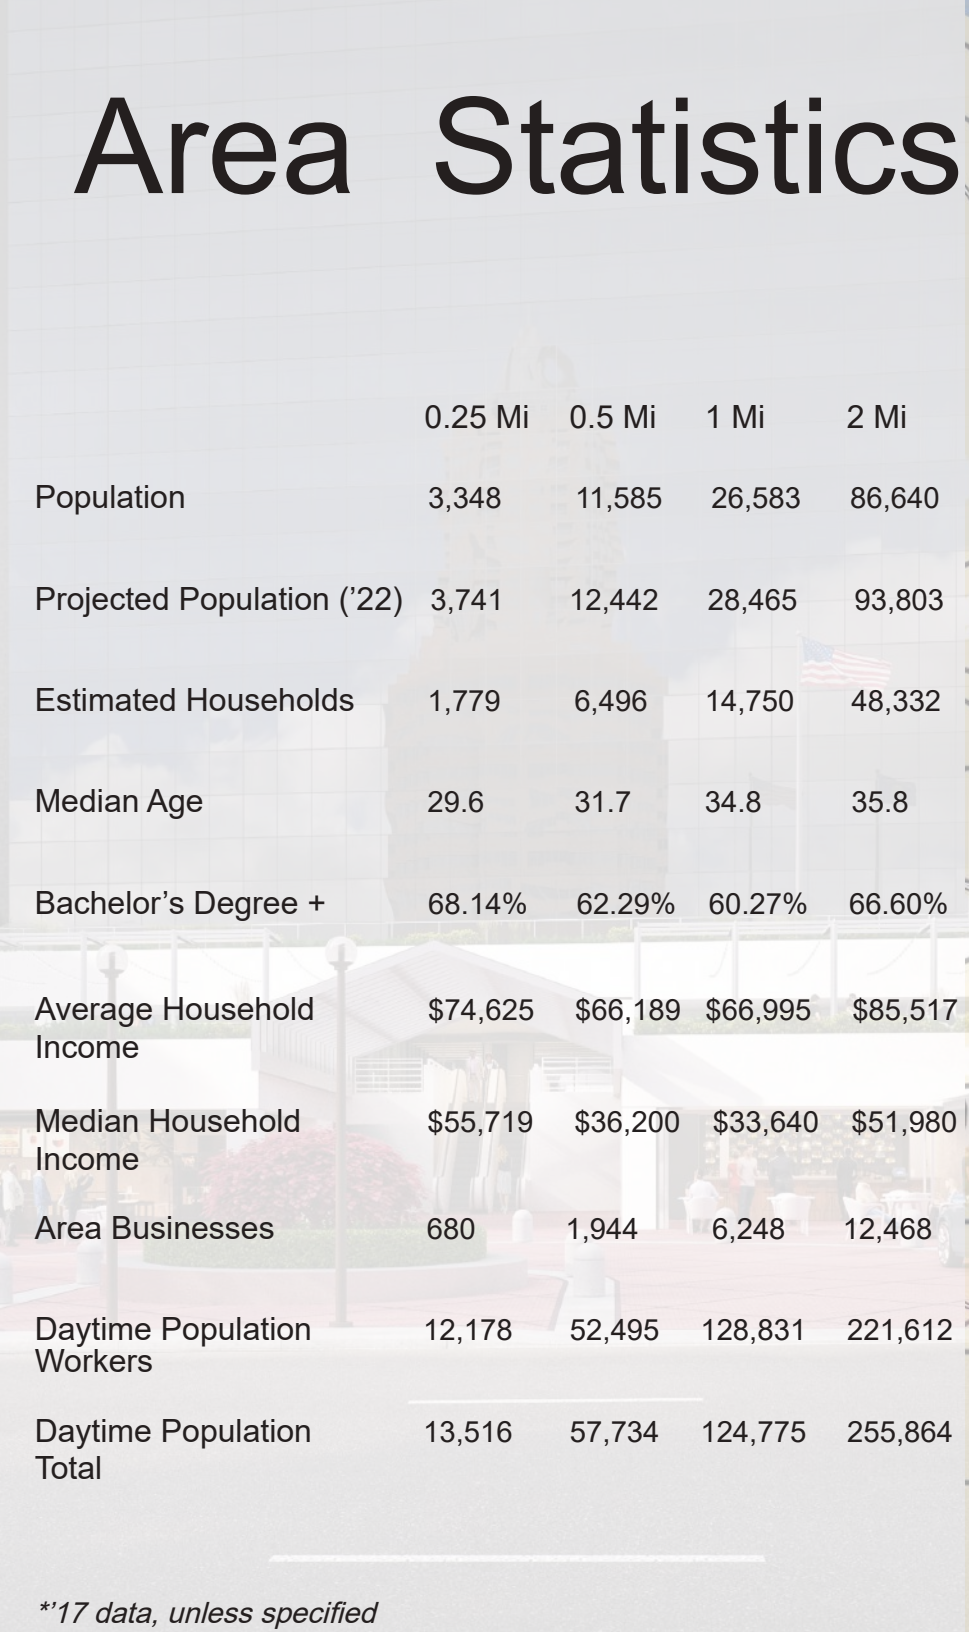 Area Statistics
0.25 Mi 0.5 Mi 1 Mi 2 Mi
Population 3,348 11,585 26,583 86,640
Projected Population (’22) 3,741 12,442 28,465 93,803
Estimated Households 1,779 6,496 14,750 48,332
Median Age 29.6 31.7 34.8 35.8
Bachelor’s Degree + 68.14% 62.29% 60.27% 66.60%
Average Household $74,625 $66,189 $66,995 $85,517
Income
Median Household $55,719 $36,200 $33,640 $51,980
Income
Area Businesses 680 1,944 6,248 12,468
Daytime Population 12,178 52,495 128,831 221,612
Workers
Daytime Population 13,516 57,734 124,775 255,864
Total
*’17 data, unless specified